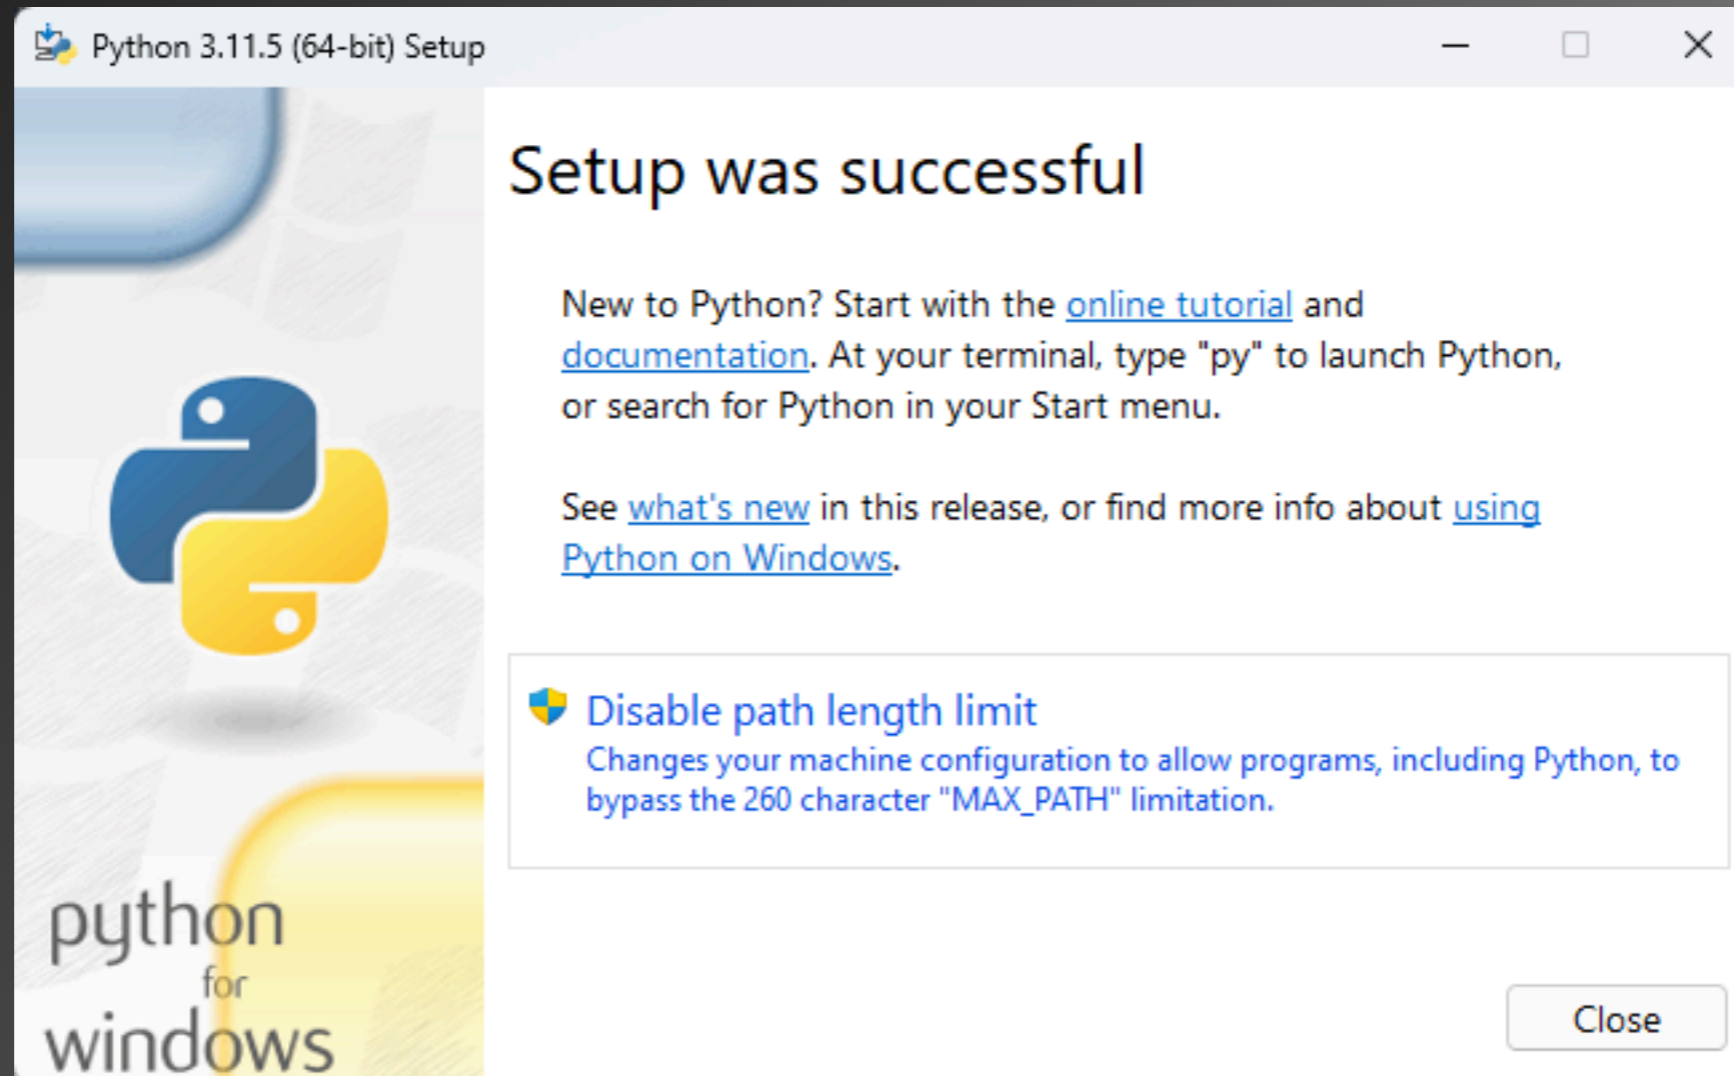 Python 3.11.5 (64-bit) Setup
Setup was successful
New to Python? Start with the online tutorial and
documentation. At your terminal, type "py" to launch Python,
or search for Python in your Start menu.
See what's new in this release, or find more info about using
Python on Windows.
Disable path length limit
Changes your machine configuration to allow programs, including Python, to
bypass the 260 character "MAX_PATH" limitation.
python
for
windows
Close